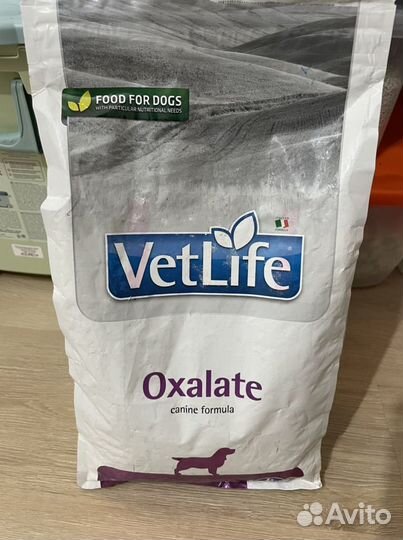 FOOD FOR DOGS
WITH PARTICULAR NUTRITIONAL NEEDS
VetLife
Oxalate
canine formula
Avito